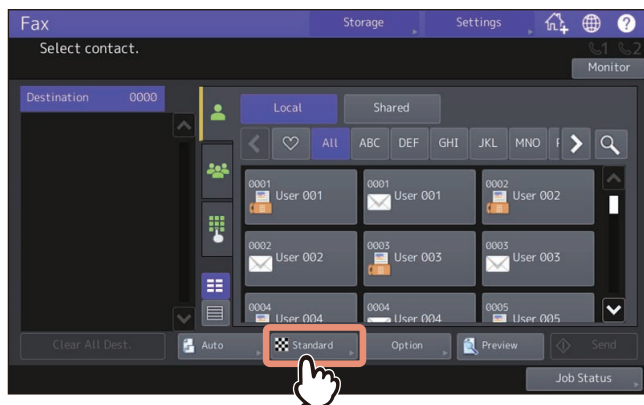 Fax Storage Settings ?
Select contact. 1 2
Monitor
Destination 0000
Local Shared
All ABC DEF GHI JKL MNO
0001 User 001 0001 User 001 0002 User 002
0002 User 002 0003 User 003 0003 User 003
0004 User 004 0004 User 004 0005 User 005
Clear All Dest. Auto Standard Option Preview Send
Job Status